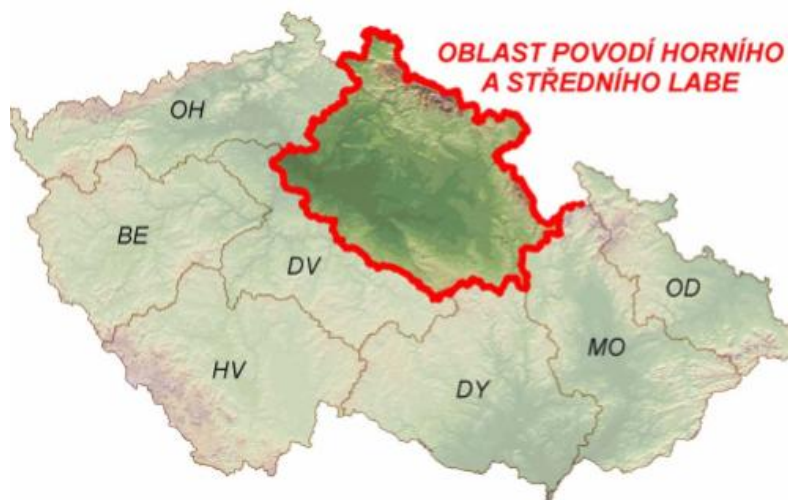 OBLAST POVODÍ HORNÍHO
A STŘEDNÍHO LABE
OH
BE
DV
OD
MO
HV
DY